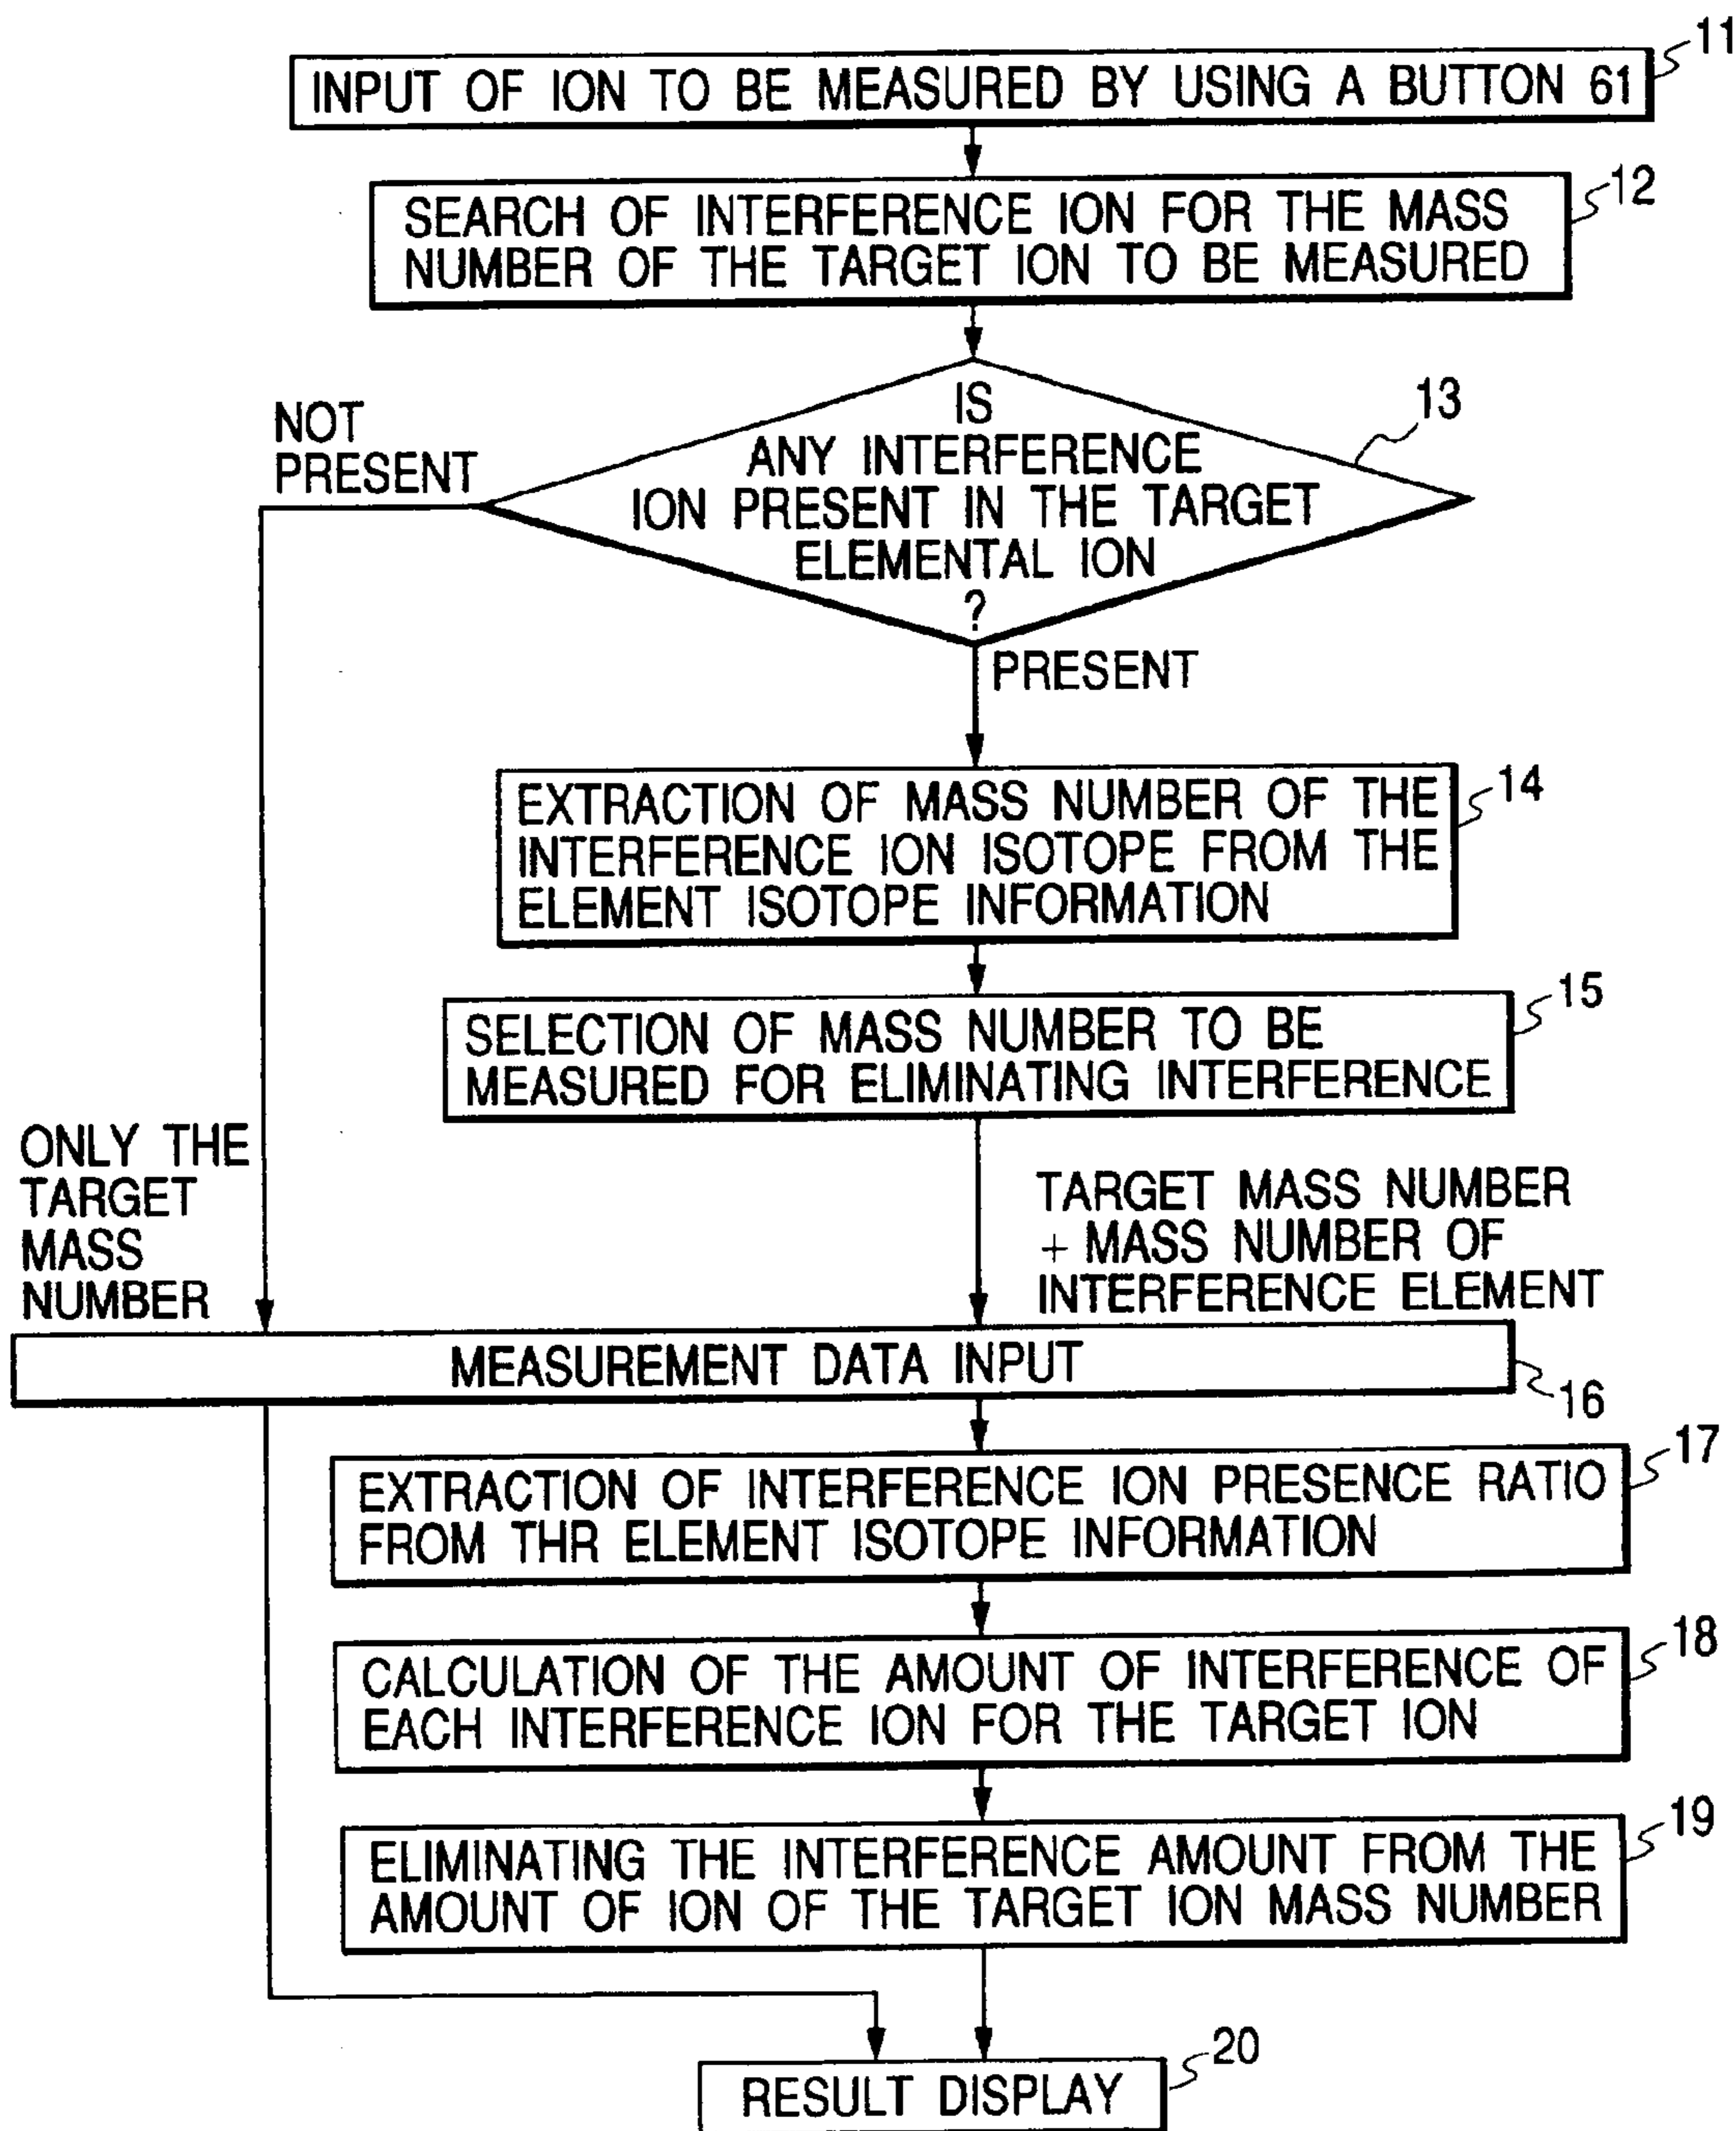 11
INPUT OF ION TO BE MEASURED BY USING A BUTTON 61
12
SEARCH OF INTERFERENCE ION FOR THE MASS
NUMBER OF THE TARGET ION TO BE MEASURED
13
IS
ANY INTERFERENCE
ION PRESENT IN THE TARGET
ELEMENTAL ION
?
NOT
PRESENT
PRESENT
14
EXTRACTION OF MASS NUMBER OF THE
INTERFERENCE ION ISOTOPE FROM THE
ELEMENT ISOTOPE INFORMATION
15
SELECTION OF MASS NUMBER TO BE
MEASURED FOR ELIMINATING INTERFERENCE
ONLY THE
TARGET
MASS
NUMBER
TARGET MASS NUMBER
+ MASS NUMBER OF
INTERFERENCE ELEMENT
MEASUREMENT DATA INPUT
16
17
EXTRACTION OF INTERFERENCE ION PRESENCE RATIO
FROM THR ELEMENT ISOTOPE INFORMATION
18
CALCULATION OF THE AMOUNT OF INTERFERENCE OF
EACH INTERFERENCE ION FOR THE TARGET ION
19
ELIMINATING THE INTERFERENCE AMOUNT FROM THE
AMOUNT OF ION OF THE TARGET ION MASS NUMBER
20
RESULT DISPLAY